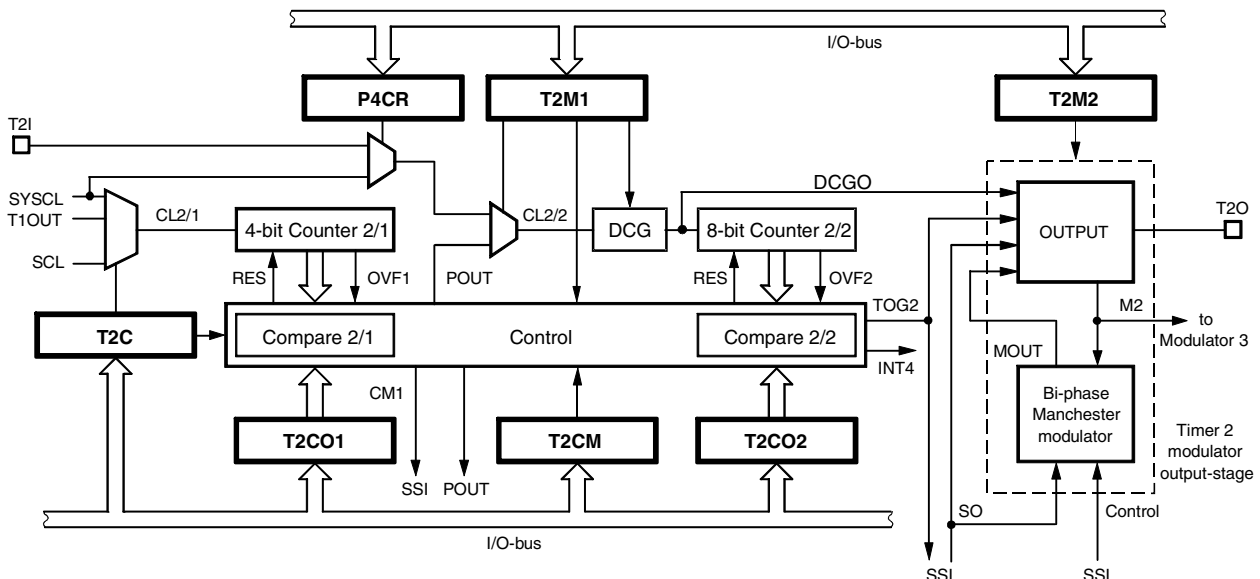 I/O-bus
P4CR
T2M1
T2M2
T2I
SYSCL
T1OUT
SCL
CL2/1
4-bit Counter 2/1
CL2/2
DCG
DCGO
8-bit Counter 2/2
OUTPUT
T2O
RES
OVF1
POUT
RES
OVF2
TOG2
T2C
Compare 2/1
Control
Compare 2/2
INT4
M2
to
Modulator 3
MOUT
Bi-phase
Manchester
modulator
Timer 2
modulator
output-stage
CM1
T2CO1
T2CM
T2CO2
SSI
POUT
SO
Control
I/O-bus
SSI
SSI